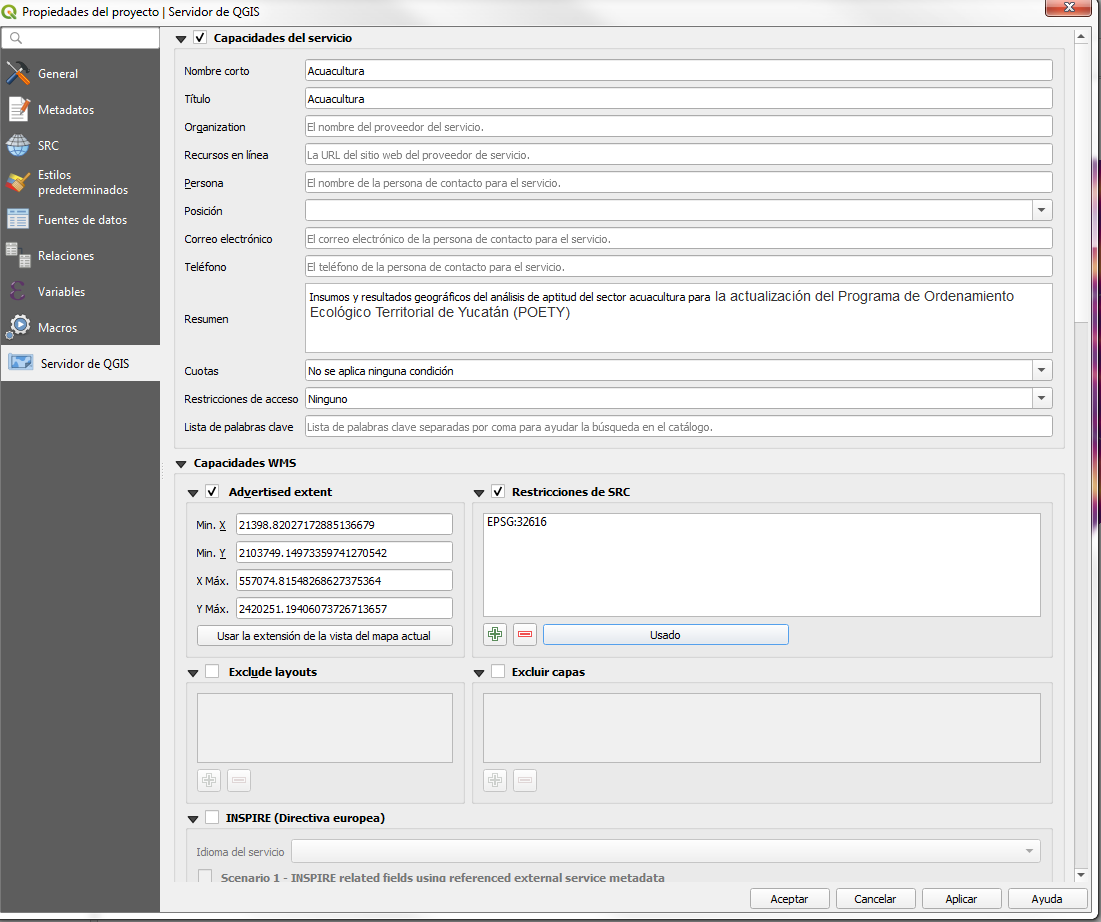 Propiedades del proyecto | Servidor de QGIS
General
Metadatos
SRC
Estilos
predeterminados
Fuentes de datos
Relaciones
Variables
Macros
Servidor de QGIS
Capacidades del servicio
Nombre corto Acuacultura
Título Acuacultura
Organization El nombre del proveedor del servicio.
Recursos en línea La URL del sitio web del proveedor de servicio.
Persona El nombre de la persona de contacto para el servicio.
Posición
Correo electrónico El correo electrónico de la persona de contacto para el servicio.
Teléfono El teléfono de la persona de contacto para el servicio.
Resumen
Insumos y resultados geográficos del análisis de aptitud del sector acuacultura para la actualización del Programa de Ordenamiento
Ecológico Territorial de Yucatán (POETY)
Cuotas No se aplica ninguna condición
Restricciones de acceso Ninguno
Lista de palabras clave Lista de palabras clave separadas por coma para ayudar la búsqueda en el catálogo.
Capacidades WMS
Advertised extent
Min. X 21398.82027172885136679
Min. Y 2103749.14973359741270542
X Máx. 557074.81548268627375364
Y Máx. 2420251.19406073726713657
Usar la extensión de la vista del mapa actual
Restricciones de SRC
EPSG:32616
Usado
Exclude layouts
Excluir capas
INSPIRE (Directiva europea)
Idioma del servicio
Scenario 1 - INSPIRE related fields using referenced external service metadata
Aceptar Cancelar Aplicar Ayuda